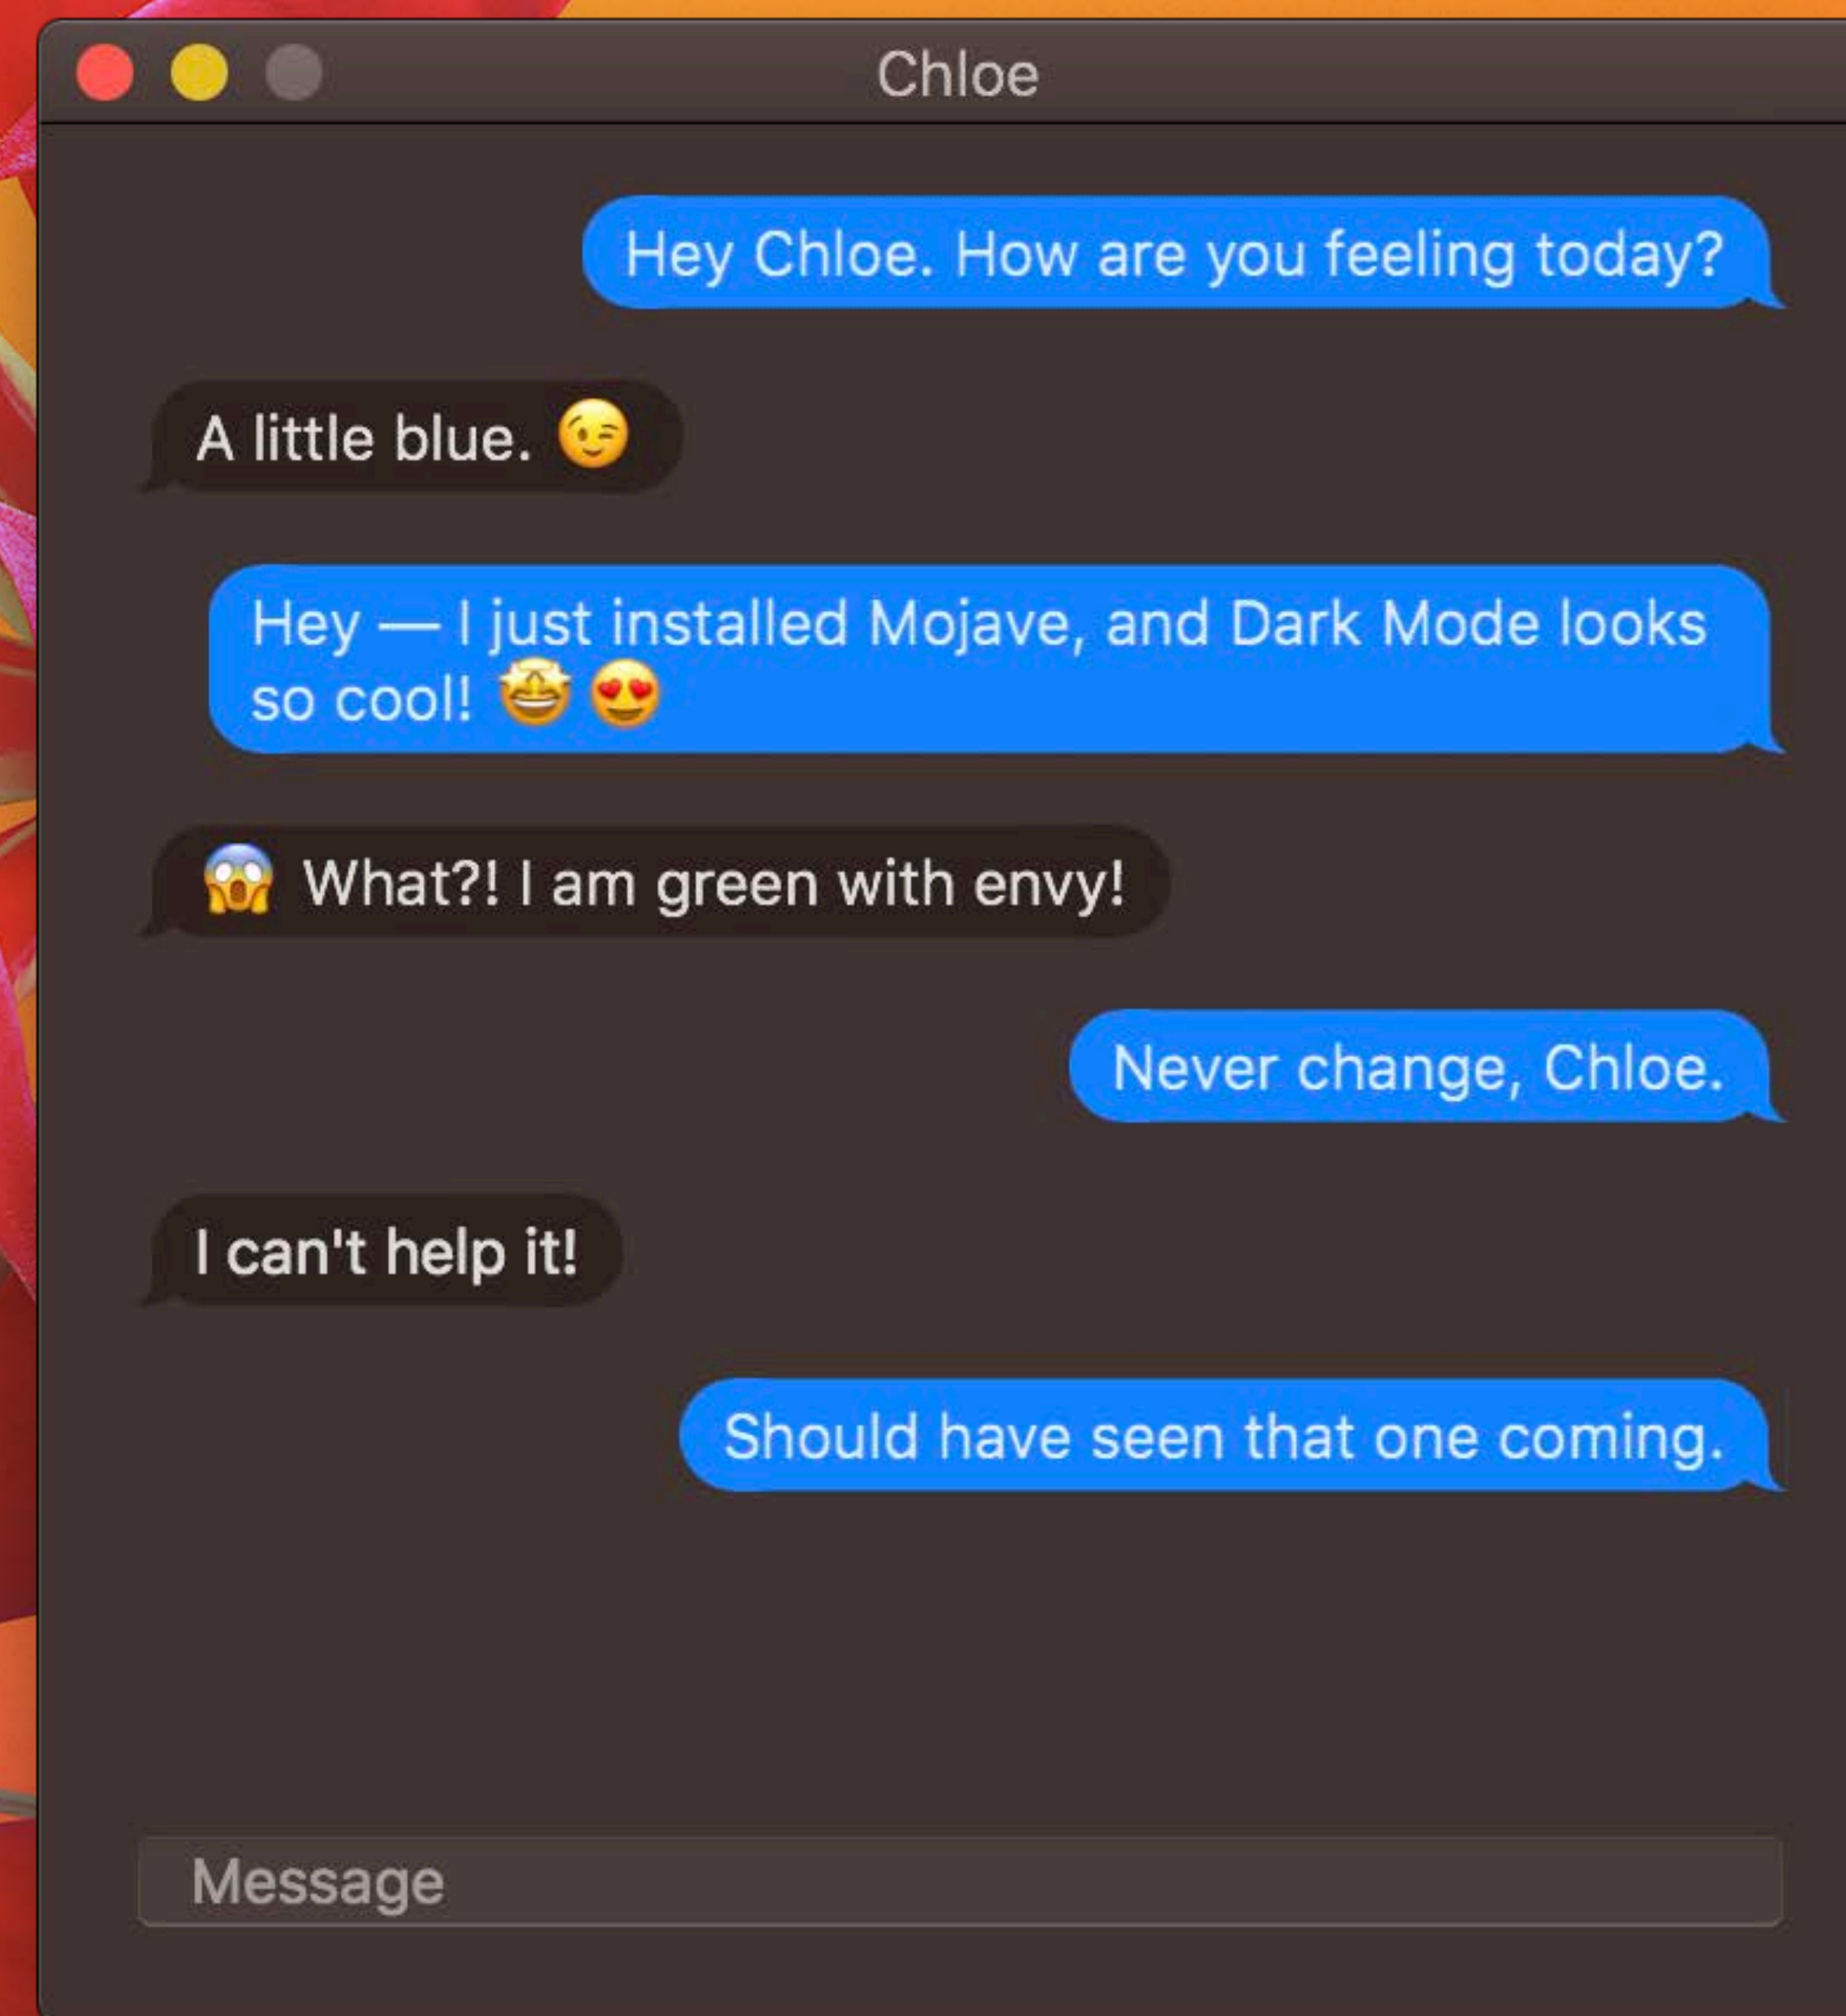 Chloe
Hey Chloe. How are you feeling today?
A little blue. 😉
Hey — I just installed Mojave, and Dark Mode looks
so cool! 🤩 😍
😱 What?! I am green with envy!
Never change, Chloe.
I can't help it!
Should have seen that one coming.
Message